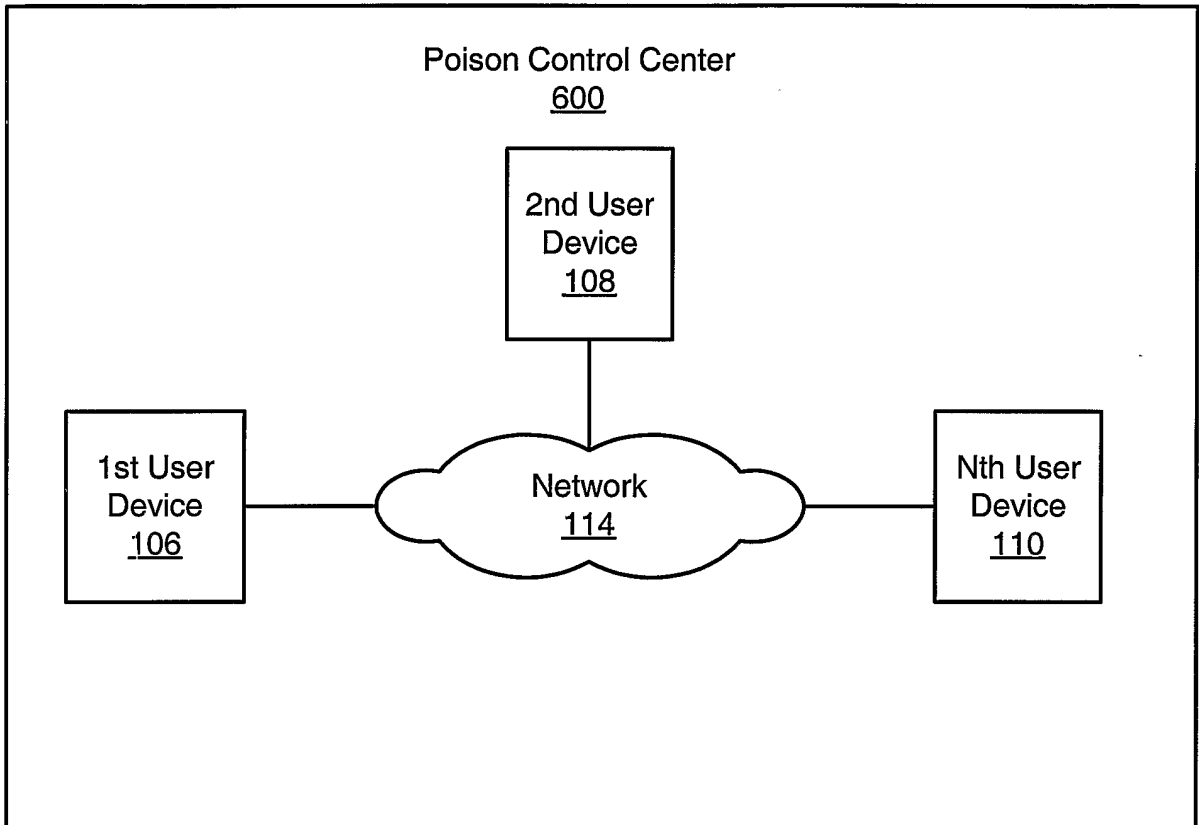 Poison Control Center
600
2nd User
Device
108
1st User
Device
106
Network
114
Nth User
Device
110